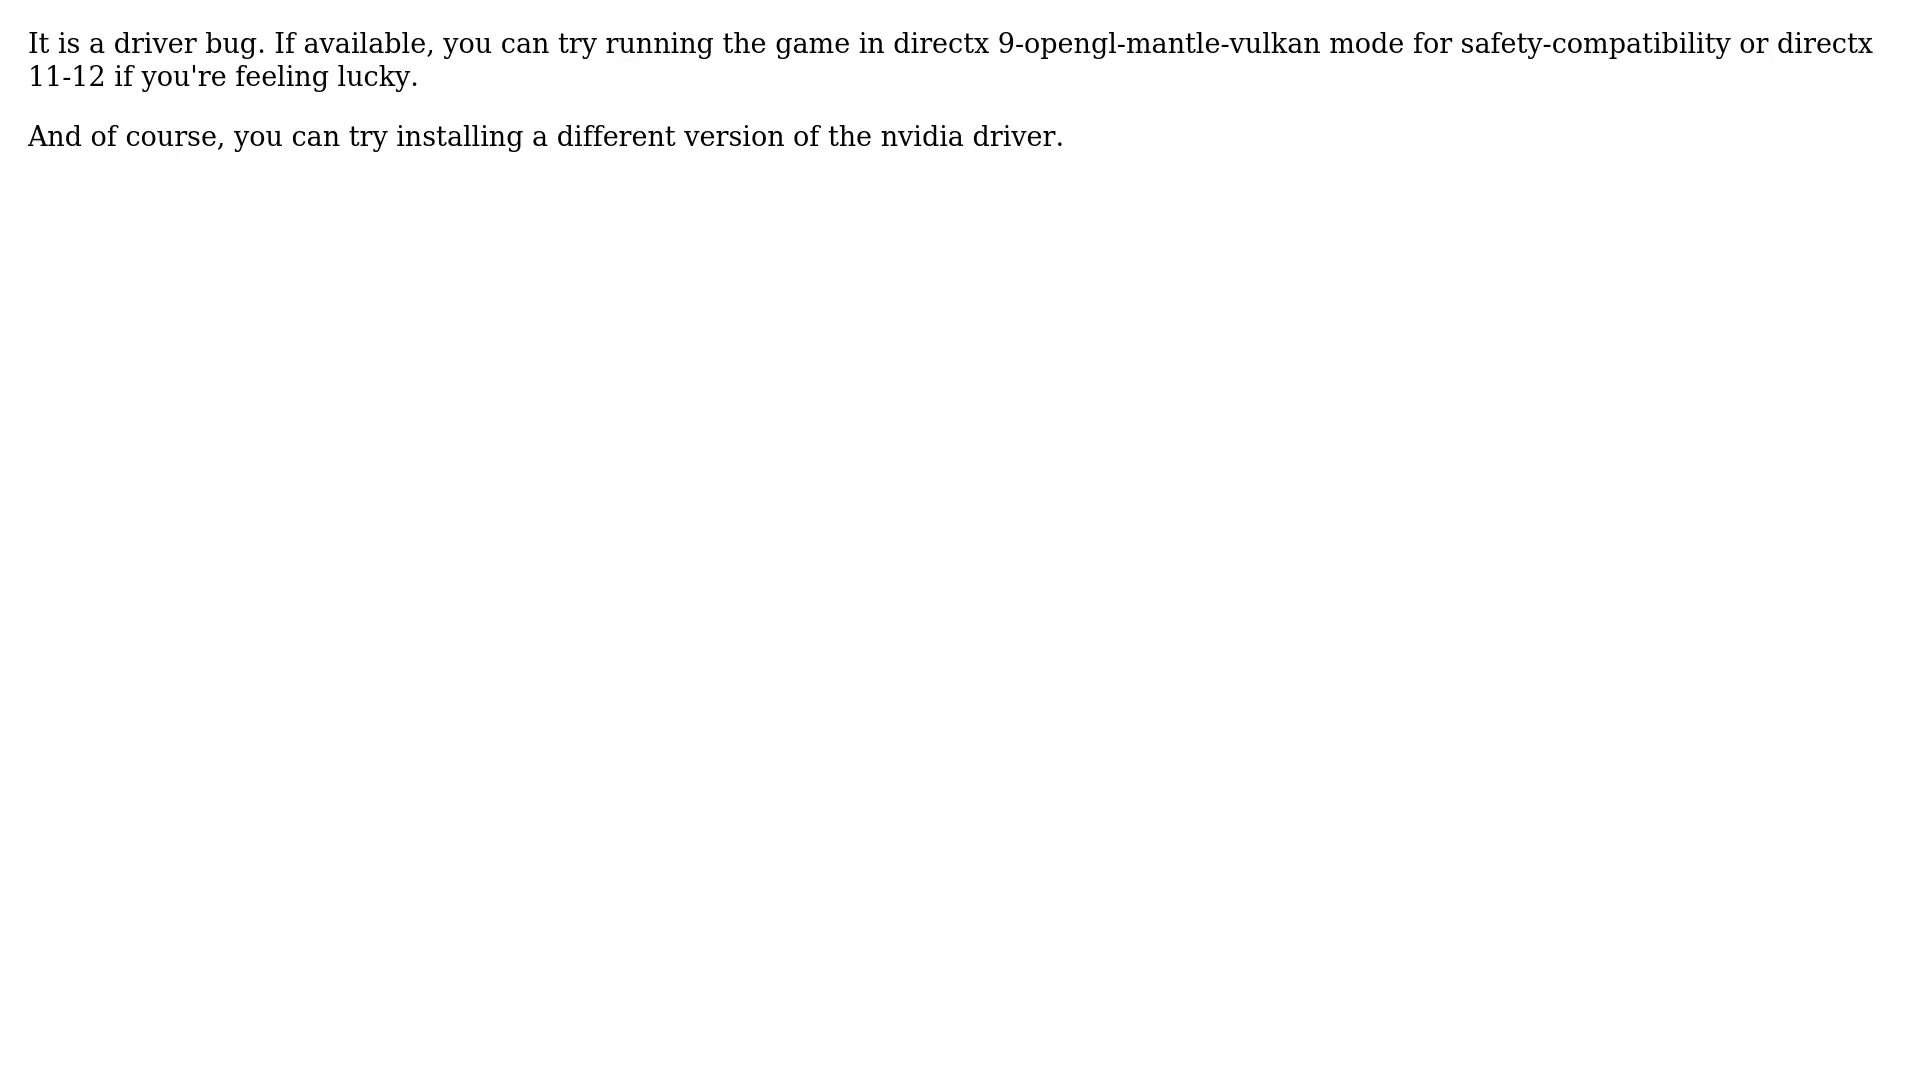 It is a driver bug. If available, you can try running the game in directx 9-opengl-mantle-vulkan mode for safety-compatibility or directx
11-12 if you're feeling lucky.
And of course, you can try installing a different version of the nvidia driver.